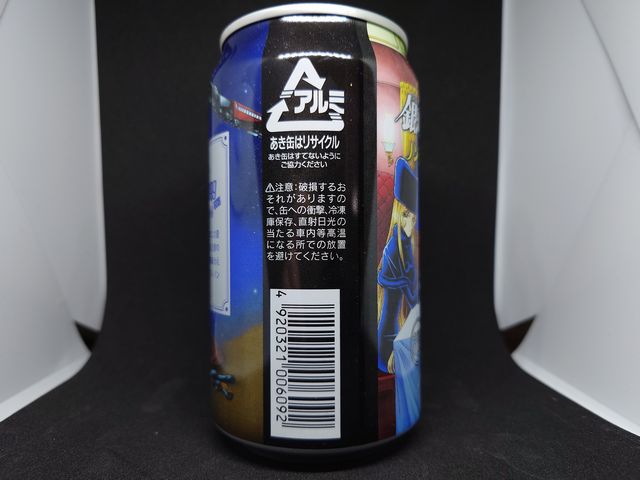 アルミ
あき缶はリサイクル
あき缶はすてないように
ご協力ください
⚠注意:破損するお
それがありますの
で、缶への衝撃、冷凍
庫保存、直射日光の
当たる車内等高温
になる所での放置
を避けてください。
4920321006092
銀